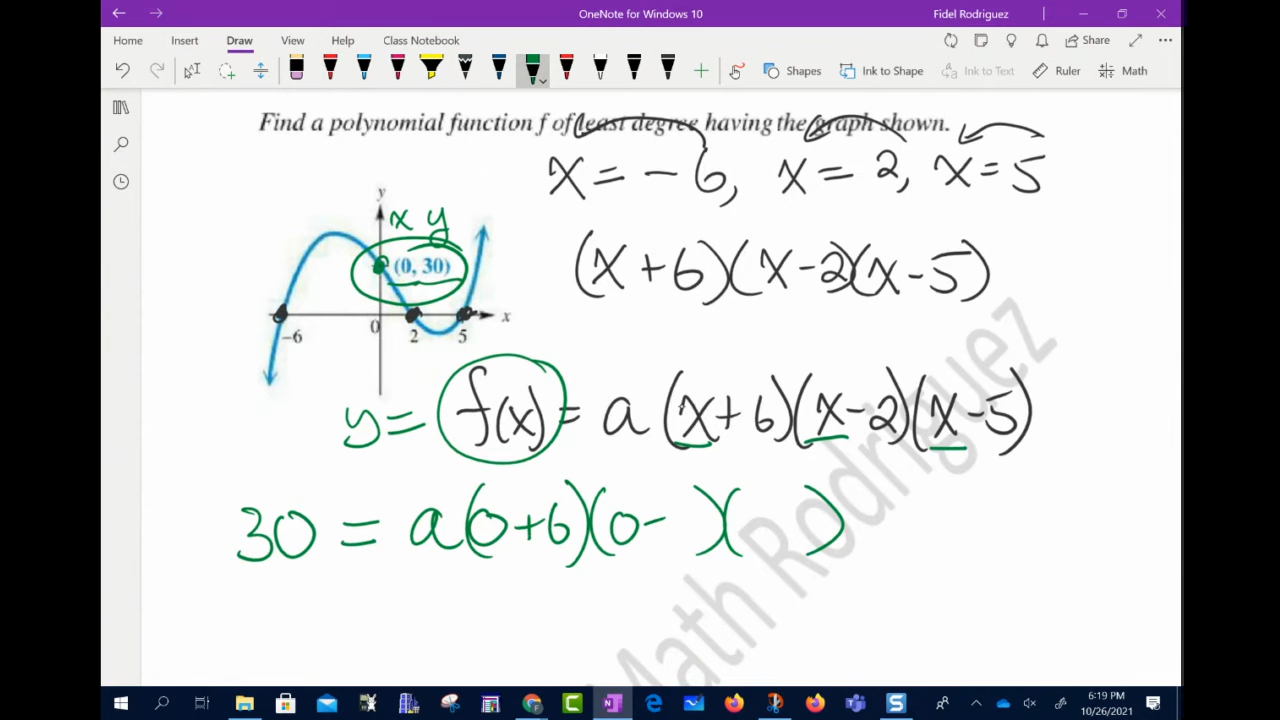 OneNote for Windows 10
Fidel Rodriguez
Home Insert Draw View Help Class Notebook
Share
Shapes Ink to Shape Ink to Text Ruler Math
Find a polynomial function f of least degree having the graph shown.
x = -6, x = 2, x = 5
y
x y
(0, 30)
(x+6)(x-2)(x-5)
-6 0 2 5 x
y = f(x) = a(x+6)(x-2)(x-5)
30 = a(0+6)(0- )( )
Math Rodriguez
6:19 PM
10/26/2021